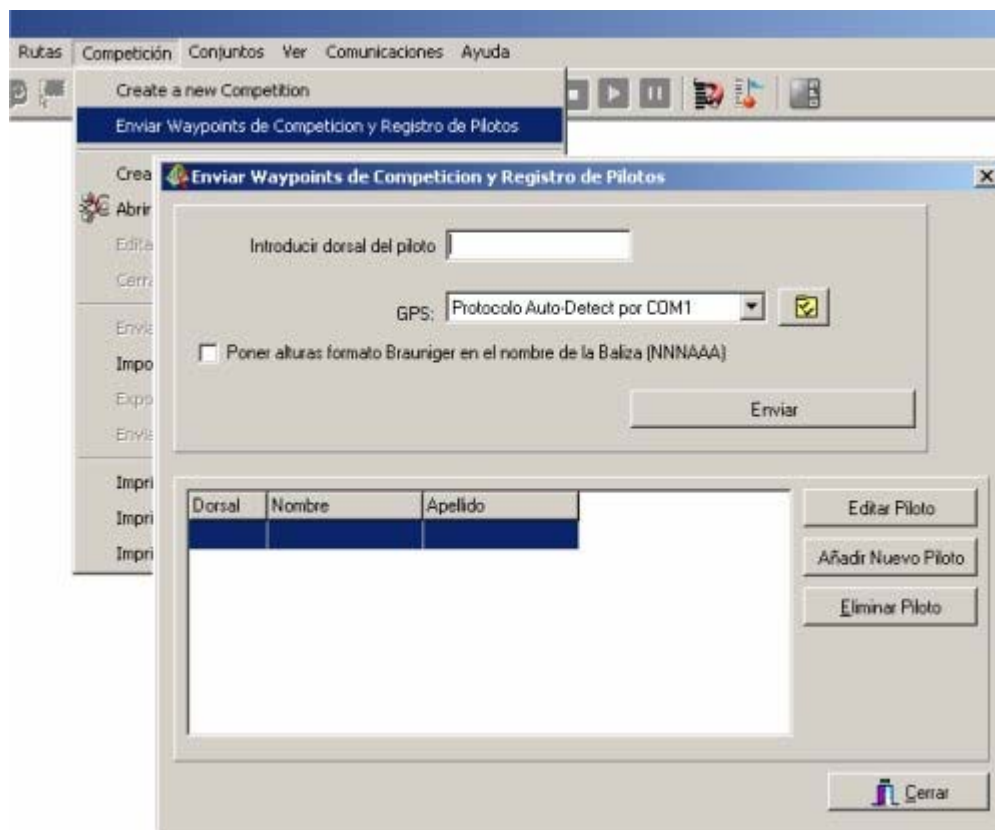 Rutas Competición Conjuntos Ver Comunicaciones Ayuda
Create a new Competition
Enviar Waypoints de Competicion y Registro de Pilotos
Crea
Abrir
Edita
Cerra
Envia
Impo
Expo
Envia
Impri
Impri
Impri
Enviar Waypoints de Competicion y Registro de Pilotos
Introducir dorsal del piloto
GPS: Protocolo Auto-Detect por COM1
Poner alturas formato Brauniger en el nombre de la Baliza (NNNAAA)
Enviar
Dorsal Nombre Apellido
Editar Piloto
Añadir Nuevo Piloto
Eliminar Piloto
Cerrar